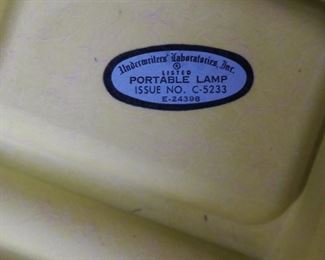 Underwriters' Laboratories, Inc.
®
LISTED
PORTABLE LAMP
ISSUE NO. C-5233
E-24398